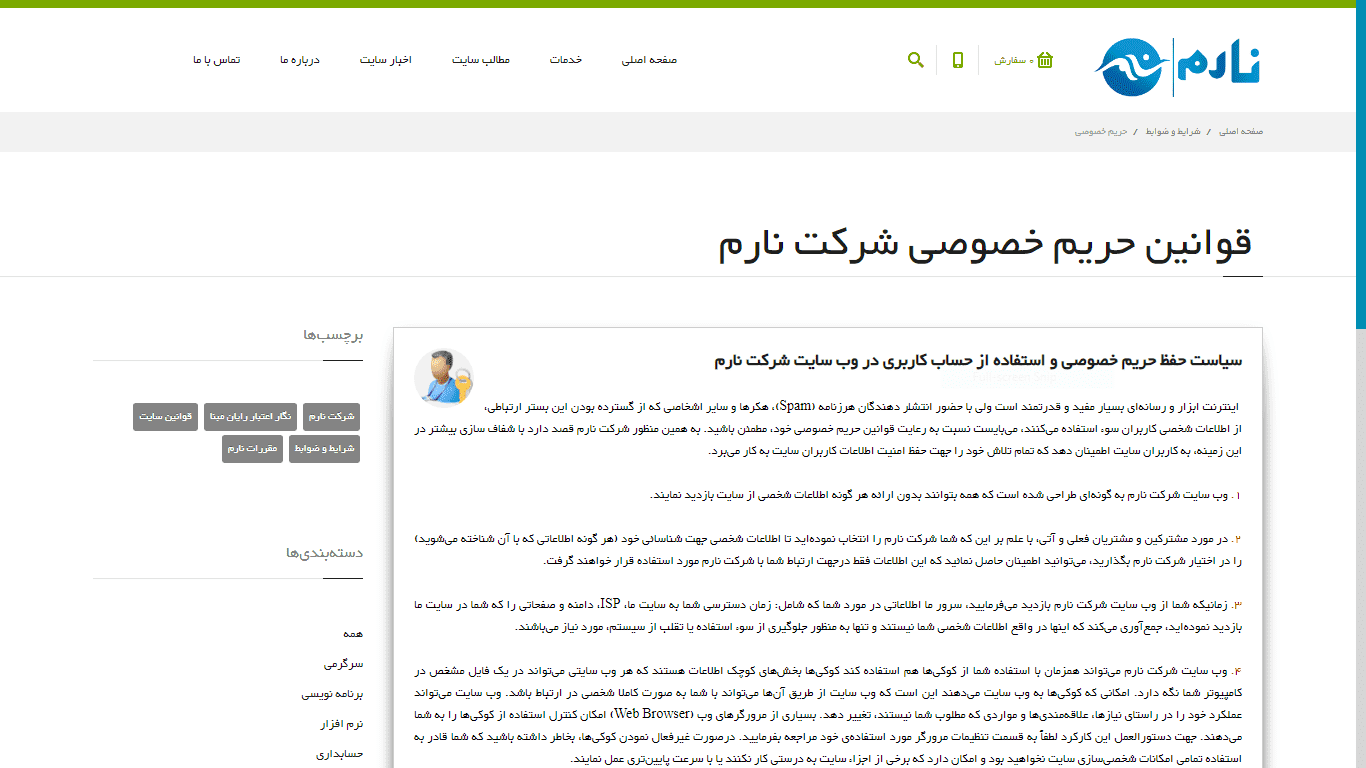 نارم
۰ سفارش
صفحه اصلی
خدمات
مطالب سایت
اخبار سایت
درباره ما
تماس با ما
صفحه اصلی / شرایط و ضوابط / حریم خصوصی
قوانین حریم خصوصی شرکت نارم
سیاست حفظ حریم خصوصی و استفاده از حساب کاربری در وب سایت شرکت نارم
اینترنت ابزار و رسانه‌ای بسیار مفید و قدرتمند است ولی با حضور انتشار دهندگان هرزنامه (Spam)، هکرها و سایر اشخاصی که از گسترده بودن این بستر ارتباطی،
از اطلاعات شخصی کاربران سوء استفاده می‌کنند، می‌بایست نسبت به رعایت قوانین حریم خصوصی خود، مطمئن باشید. به همین منظور شرکت نارم قصد دارد با شفاف سازی بیشتر در
این زمینه، به کاربران سایت اطمینان دهد که تمام تلاش خود را جهت حفظ امنیت اطلاعات کاربران سایت به کار می‌برد.
۱. وب سایت شرکت نارم به گونه‌ای طراحی شده است که همه بتوانند بدون ارائه هر گونه اطلاعات شخصی از سایت بازدید نمایند.
۲. در مورد مشترکین و مشتریان فعلی و آتی، با علم بر این که شما شرکت نارم را انتخاب نموده‌اید تا اطلاعات شخصی جهت شناسائی خود (هر گونه اطلاعاتی که با آن شناخته می‌شوید)
را در اختیار شرکت نارم بگذارید، می‌توانید اطمینان حاصل نمائید که این اطلاعات فقط درجهت ارتباط شما با شرکت نارم مورد استفاده قرار خواهند گرفت.
۳. زمانیکه شما از وب سایت شرکت نارم بازدید می‌فرمایید، سرور ما اطلاعاتی در مورد شما که شامل: زمان دسترسی شما به سایت ما، ISP، دامنه و صفحاتی را که شما در سایت ما
بازدید نموده‌اید، جمع‌آوری می‌کند که اینها در واقع اطلاعات شخصی شما نیستند و تنها به منظور جلوگیری از سوء استفاده یا تقلب از سیستم، مورد نیاز می‌باشند.
۴. وب سایت شرکت نارم می‌تواند همزمان با استفاده شما از کوکی‌ها هم استفاده کند کوکی‌ها بخش‌های کوچک اطلاعات هستند که هر وب سایتی می‌تواند در یک فایل مشخص در
کامپیوتر شما نگه دارد. امکانی که کوکی‌ها به وب سایت می‌دهند این است که وب سایت از طریق آن‌ها می‌تواند با شما به صورت کاملا شخصی در ارتباط باشد. وب سایت می‌تواند
عملکرد خود را در راستای نیازها، علاقه‌مندی‌ها و مواردی که مطلوب شما نیستند، تغییر دهد. بسیاری از مرورگرهای وب (Web Browser) امکان کنترل استفاده از کوکی‌ها را به شما
می‌دهند. جهت دستورالعمل این کارکرد لطفاً به قسمت تنظیمات مرورگر مورد استفاده‌ی خود مراجعه بفرمایید. درصورت غیرفعال نمودن کوکی‌ها، بخاطر داشته باشید که شما قادر به
استفاده تمامی امکانات شخصی‌سازی سایت نخواهید بود و امکان دارد که برخی از اجزاء سایت به درستی کار نکنند یا با سرعت پایین‌تری عمل نمایند.
برچسب‌ها
شرکت نارم
نگار اعتبار رایان مبنا
قوانین سایت
شرایط و ضوابط
مقررات نارم
دسته‌بندی‌ها
همه
سرگرمی
برنامه نویسی
نرم افزار
حسابداری